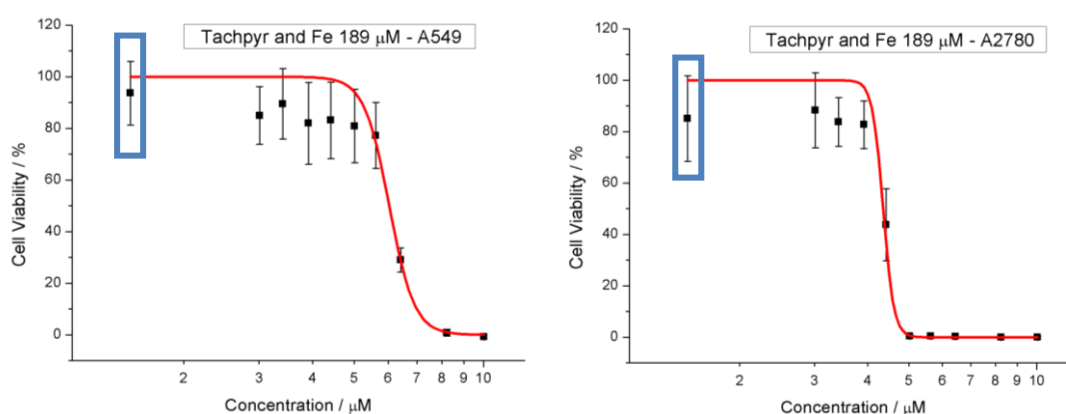 Tachpyr and Fe 189 μM - A549
120
100
80
60
40
20
0
Cell Viability / %
2 3 4 5 6 7 8 9 10
Concentration / μM
Tachpyr and Fe 189 μM - A2780
120
100
80
60
40
20
0
Cell Viability / %
2 3 4 5 6 7 8 9 10
Concentration / μM